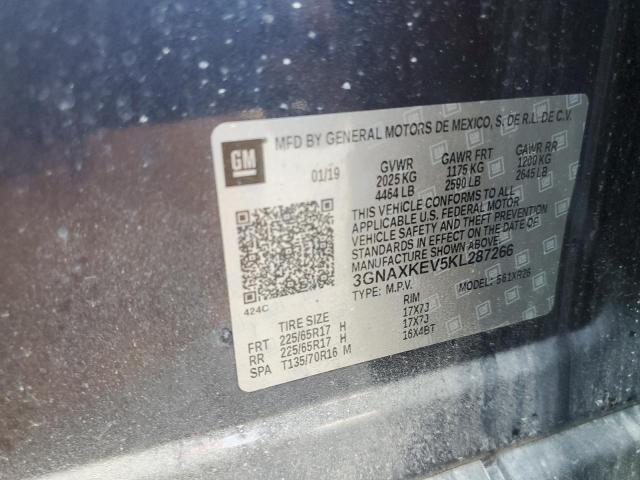 MFD BY GENERAL MOTORS DE MEXICO, S. DE R.L. DE C.V.
GM
01/19
GVWR GAWR FRT GAWR RR
2025 KG 1175 KG 1200 KG
4464 LB 2590 LB 2645 LB
THIS VEHICLE CONFORMS TO ALL
APPLICABLE U.S. FEDERAL MOTOR
VEHICLE SAFETY AND THEFT PREVENTION
STANDARDS IN EFFECT ON THE DATE OF
MANUFACTURE SHOWN ABOVE.
3GNAXKEV5KL287266
TYPE: M.P.V. MODEL: SG1XR26
424C
TIRE SIZE RIM
FRT 225/65R17 H 17X7J
RR 225/65R17 H 17X7J
SPA T135/70R16 M 16X4BT